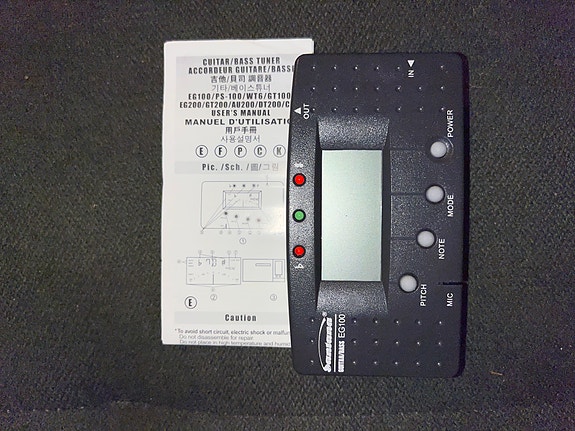 GUITAR/BASS TUNER
ACCORDEUR GUITARE/BASSE
吉他/貝司 調音器
기타/베이스튜너
EG100/PS-100/WT6/GT100
EG200/GT200/AU200/DT200/C
USER'S MANUAL
MANUEL D'UTILISATIO
用戶手冊
사용설명서
E F P C K
Pic. /Sch. /圖/그림
①
②
③
E
Caution
*To avoid short circuit, electric shock or malfu
Do not disassemble for repair
Do not place in high temperature and humid
IN
OUT
POWER
MODE
NOTE
PITCH
MIC
♯
♭
GUITAR/BASS EG100